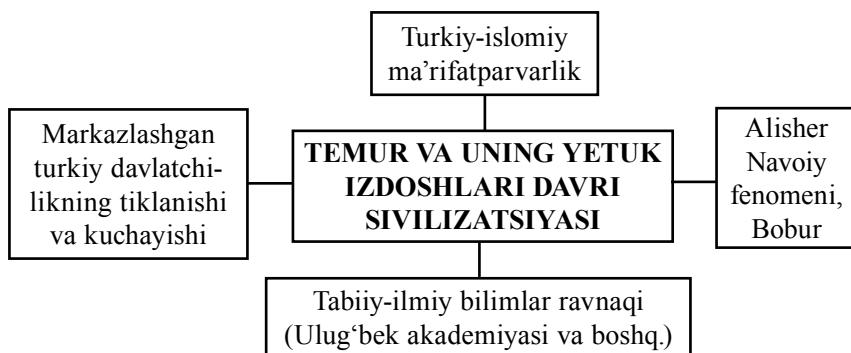 Turkiy-islomiy
ma’rifatparvarlik
Markazlashgan
turkiy davlatchi-
likning tiklanishi
va kuchayishi
TEMUR VA UNING YETUK
IZDOSHLARI DAVRI
SIVILIZATSIYASI
Alisher
Navoiy
fenomeni,
Bobur
Tabiiy-ilmiy bilimlar ravnaqi
(Ulug‘bek akademiyasi va boshq.)